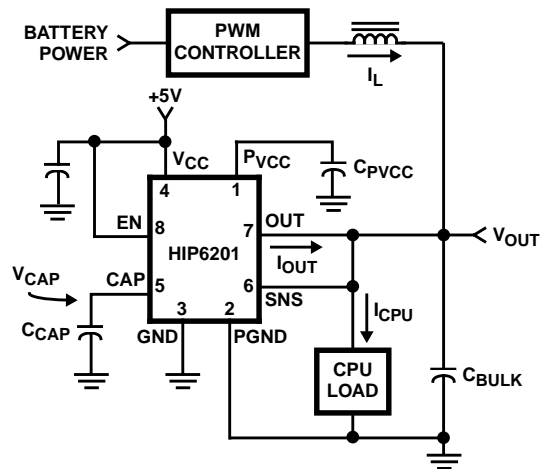 BATTERY
POWER
PWM
CONTROLLER
I_L
+5V
V_CC
P_VCC
C_PVCC
4
1
EN
8
HIP6201
7
OUT
I_OUT
V_OUT
V_CAP
CAP
5
6
SNS
I_CPU
C_CAP
3
2
GND
PGND
CPU
LOAD
C_BULK